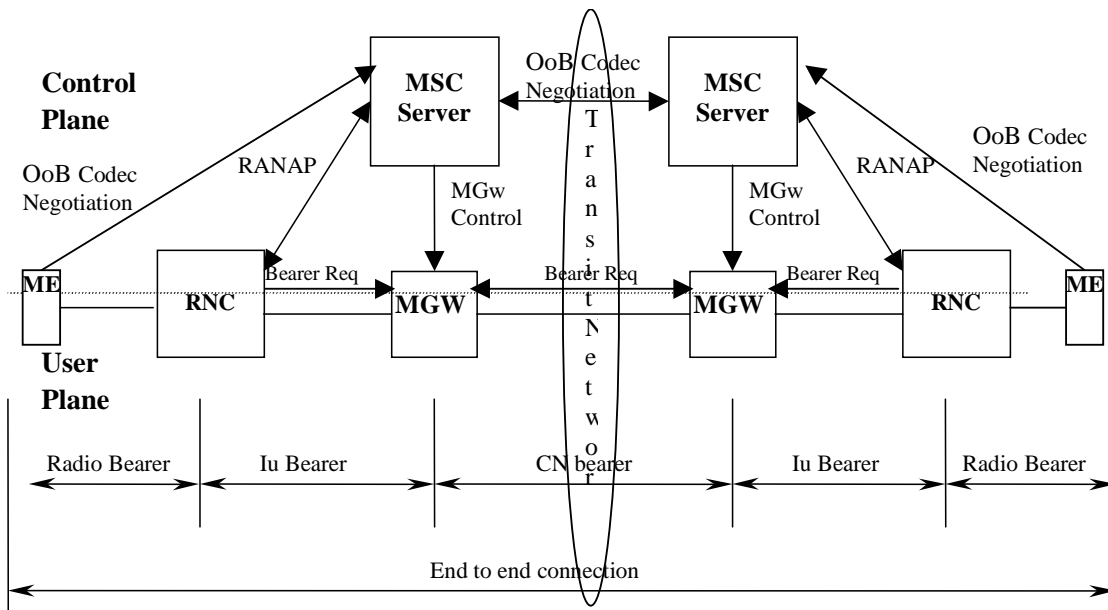 Control
Plane
MSC
Server
OoB Codec
Negotiation
MSC
Server
OoB Codec
Negotiation
RANAP
MGw
Control
MGw
Control
RANAP
OoB Codec
Negotiation
ME
RNC
Bearer Req
MGW
Bearer Req
MGW
Bearer Req
RNC
ME
Transit Networ
User
Plane
Radio Bearer
Iu Bearer
CN bearer
Iu Bearer
Radio Bearer
End to end connection